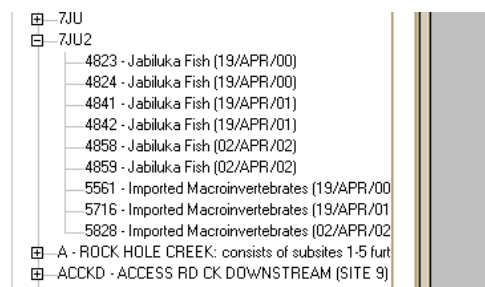 7JU
7JU2
4823 - Jabiluka Fish (19/APR/00)
4824 - Jabiluka Fish (19/APR/00)
4841 - Jabiluka Fish (19/APR/01)
4842 - Jabiluka Fish (19/APR/01)
4858 - Jabiluka Fish (02/APR/02)
4859 - Jabiluka Fish (02/APR/02)
5561 - Imported Macroinvertebrates (19/APR/00
5716 - Imported Macroinvertebrates (19/APR/01
5828 - Imported Macroinvertebrates (02/APR/02
A - ROCK HOLE CREEK: consists of subsites 1-5 furt
ACCKD - ACCESS RD CK DOWNSTREAM (SITE 9)